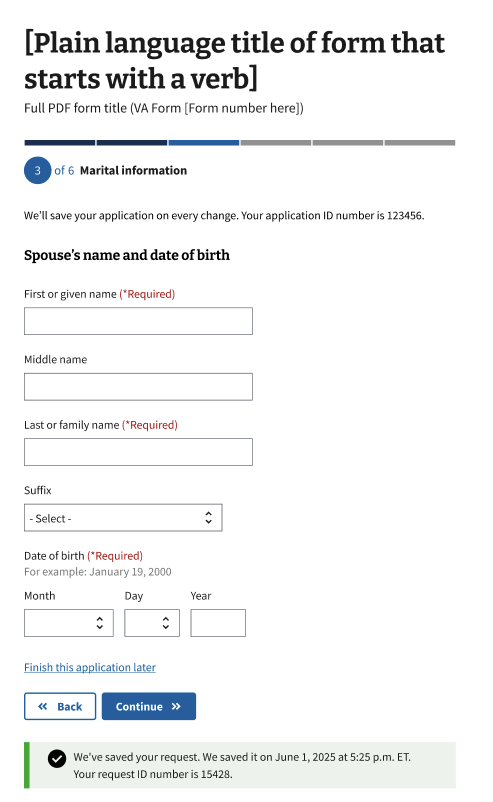 [Plain language title of form that
starts with a verb]
Full PDF form title (VA Form [Form number here])
3 of 6 Marital information
We'll save your application on every change. Your application ID number is 123456.
Spouse's name and date of birth
First or given name (*Required)
Middle name
Last or family name (*Required)
Suffix
- Select -
Date of birth (*Required)
For example: January 19, 2000
Month Day Year
Finish this application later
Back Continue
We've saved your request. We saved it on June 1, 2025 at 5:25 p.m. ET.
Your request ID number is 15428.